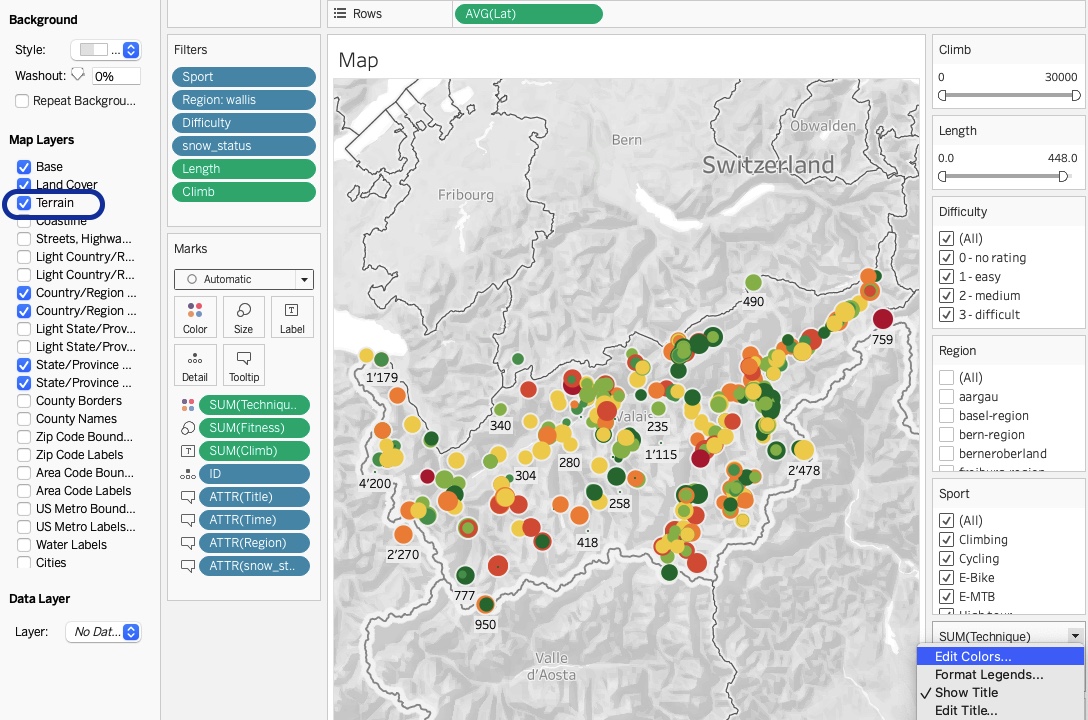 Background
Style:
...
Washout:
0%
Repeat Backgrou...
Map Layers
Base
Land Cover
Terrain
Coastline
Streets, Highwa...
Light Country/R...
Light Country/R...
Country/Region ...
Country/Region ...
Light State/Prov...
Light State/Prov...
State/Province ...
State/Province ...
County Borders
County Names
Zip Code Bound...
Zip Code Labels
Area Code Boun...
Area Code Labels
US Metro Bound...
US Metro Labels...
Water Labels
Cities
Data Layer
Layer:
No Dat...
Filters
Sport
Region: wallis
Difficulty
snow_status
Length
Climb
Marks
Automatic
Color
Size
Label
Detail
Tooltip
SUM(Techniqu..
SUM(Fitness)
SUM(Climb)
ID
ATTR(Title)
ATTR(Time)
ATTR(Region)
ATTR(snow_st..
Rows
AVG(Lat)
Map
Bern
Obwalden
Switzerland
Fribourg
490
759
1'179
340
Valais
235
1'115
304
280
2'478
4'200
258
418
2'270
777
950
Valle
d'Aosta
Climb
0
30000
Length
0.0
448.0
Difficulty
(All)
0 - no rating
1 - easy
2 - medium
3 - difficult
Region
(All)
aargau
basel-region
bern-region
berneroberland
Sport
(All)
Climbing
Cycling
E-Bike
E-MTB
SUM(Technique)
Edit Colors...
Format Legends...
Show Title
Edit Title...